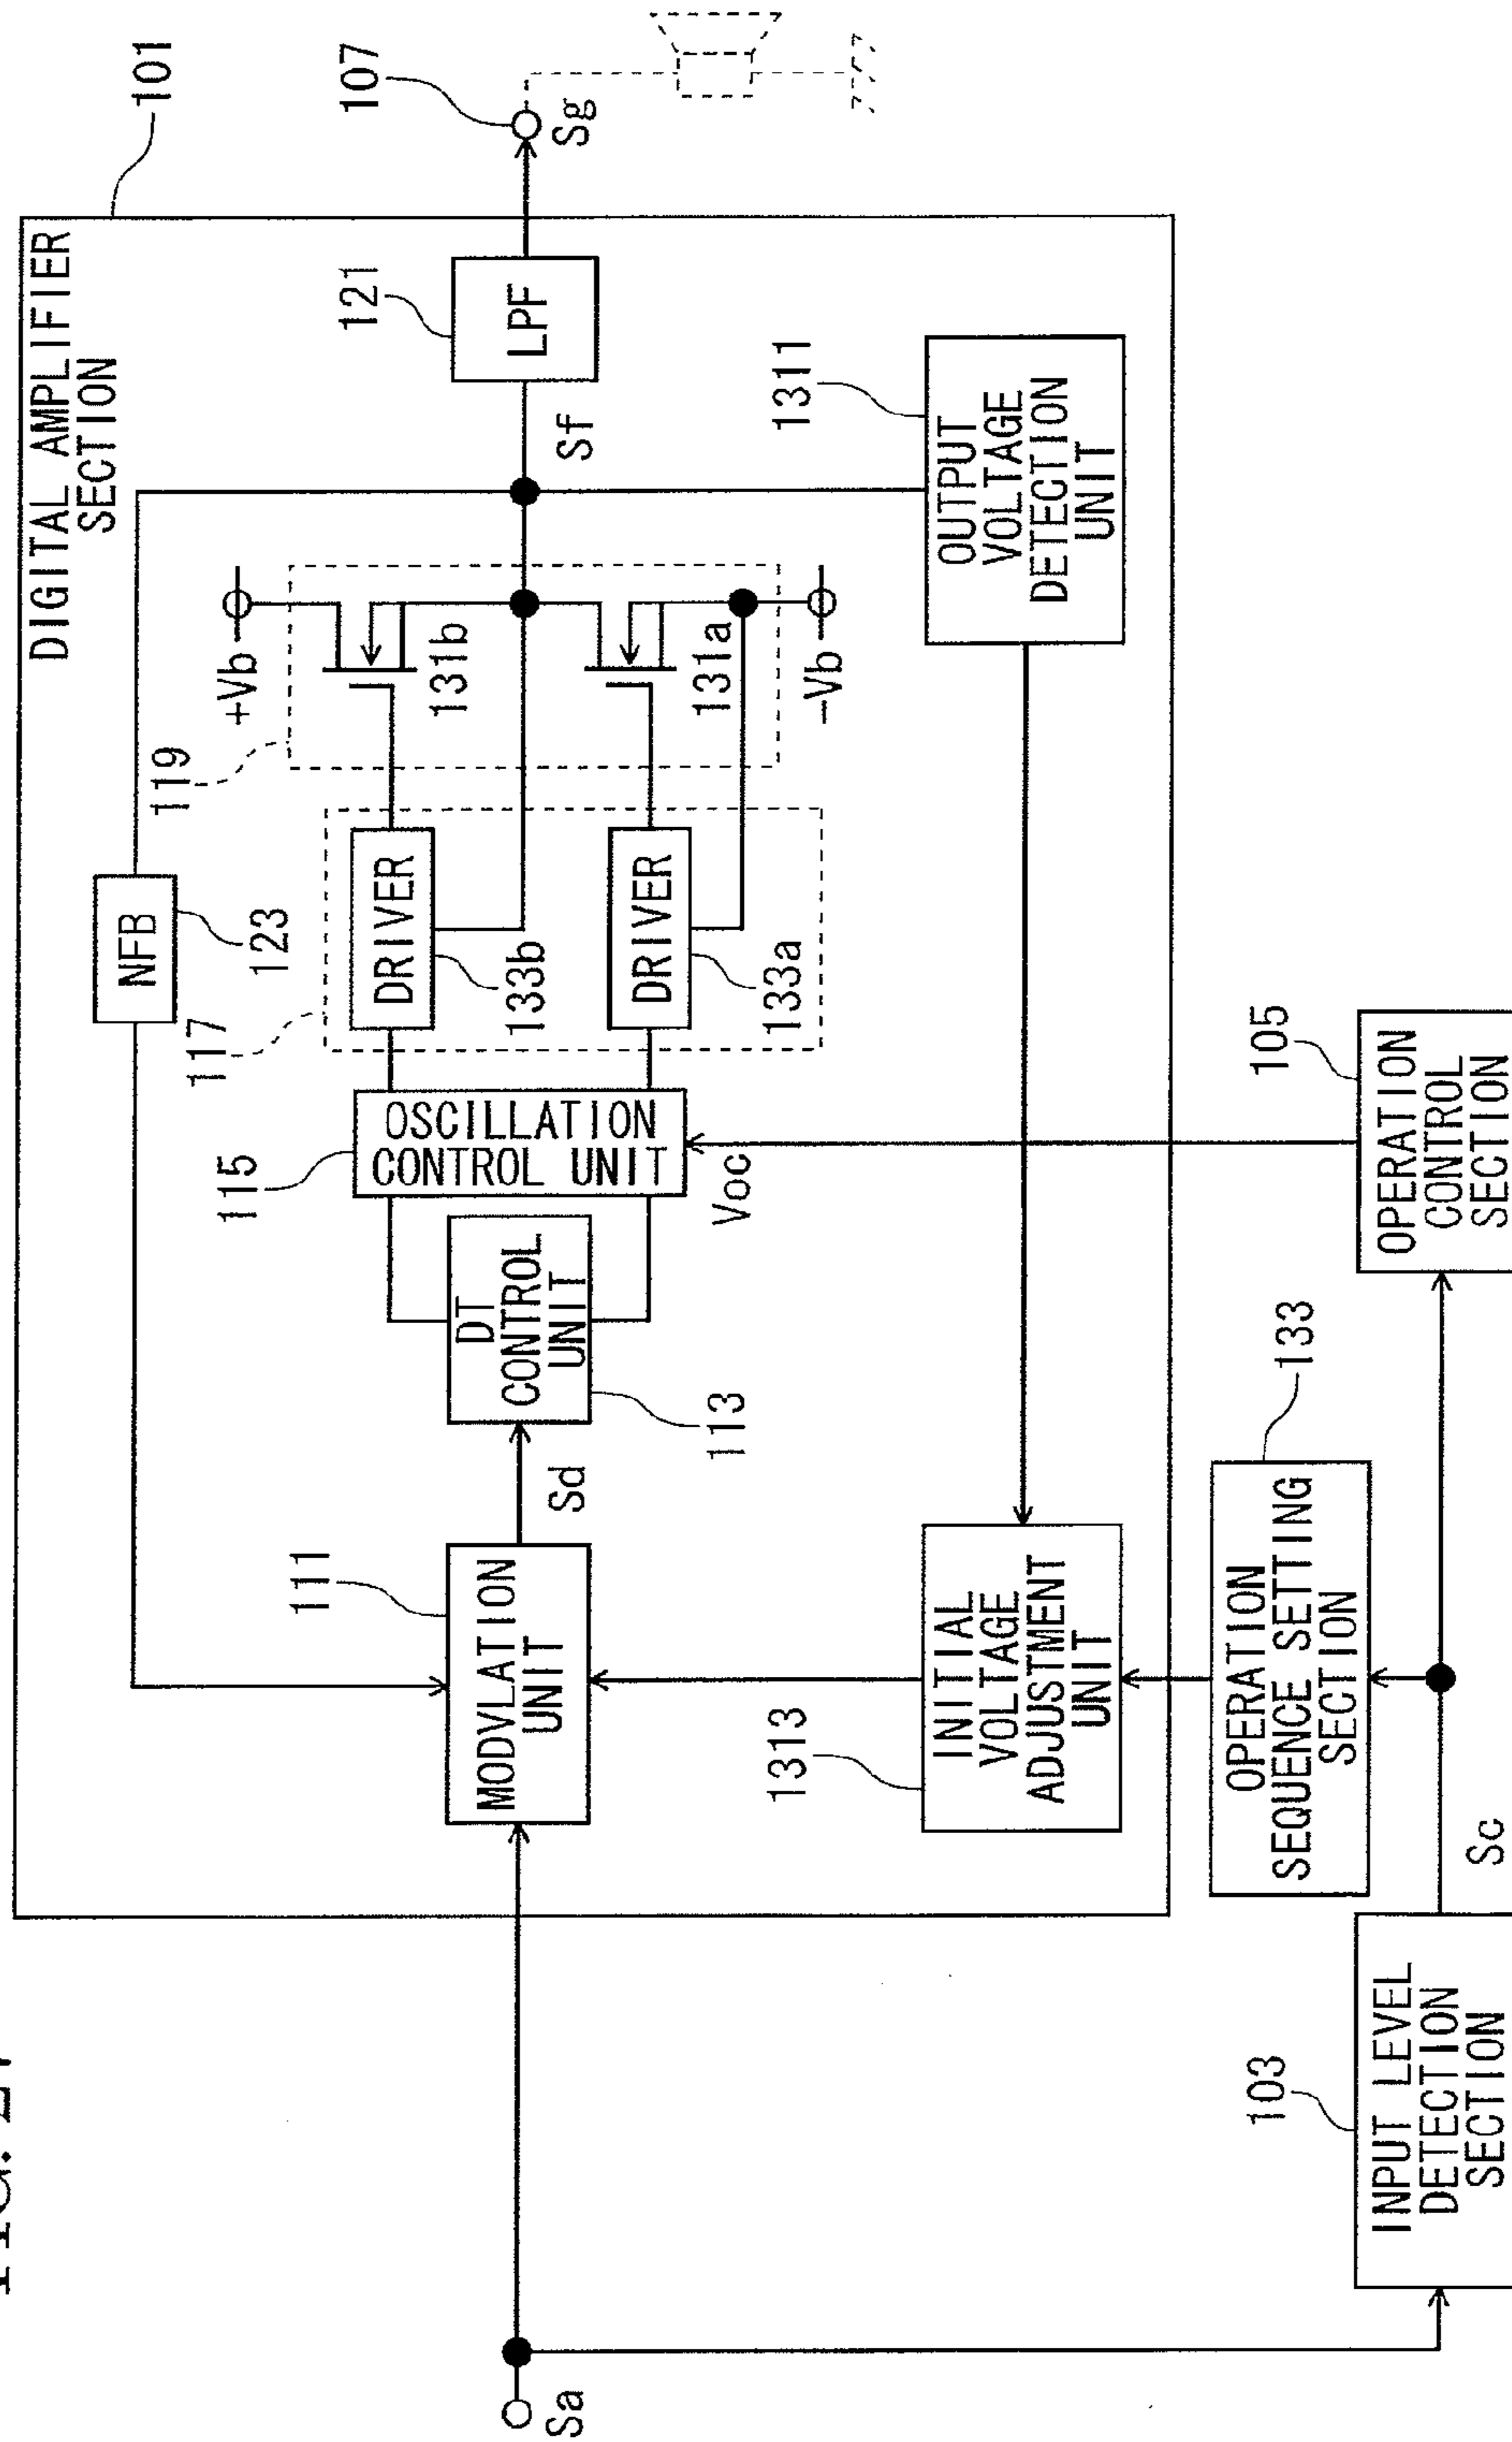 DIGITAL AMPLIFIER
SECTION
101
NFB
123
119
117
+Vb
107
121
LPF
Sg
115
OSCILLATION
CONTROL UNIT
DRIVER
133b
131b
Sf
111
MODVLATION
UNIT
Sd
DT
CONTROL
UNIT
113
DRIVER
133a
131a
-Vb
Voc
Sa
1313
INITIAL
VOLTAGE
ADJUSTMENT
UNIT
1311
OUTPUT
VOLTAGE
DETECTION
UNIT
133
OPERATION
SEQUENCE SETTING
SECTION
105
OPERATION
CONTROL
SECTION
103
INPUT LEVEL
DETECTION
SECTION
Sc